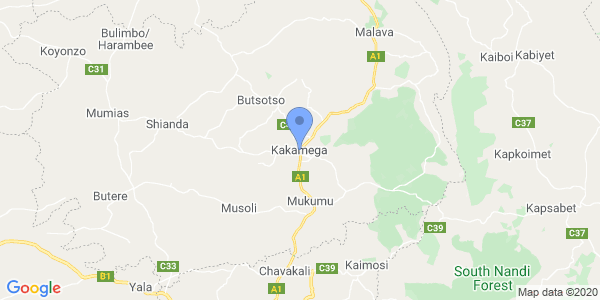 Bulimbo/
Harambee
Malava
Koyonzo
A1
Kaiboi
Kabiyet
C31
Butsotso
Mumias
Shianda
C37
Kakamega
Kapkoimet
A1
Butere
Mukumu
Musoli
Kapsabet
C39
C37
B1
C33
Chavakali
C39
Kaimosi
South Nandi
Forest
Yala
A1
Google
Map data ©2020